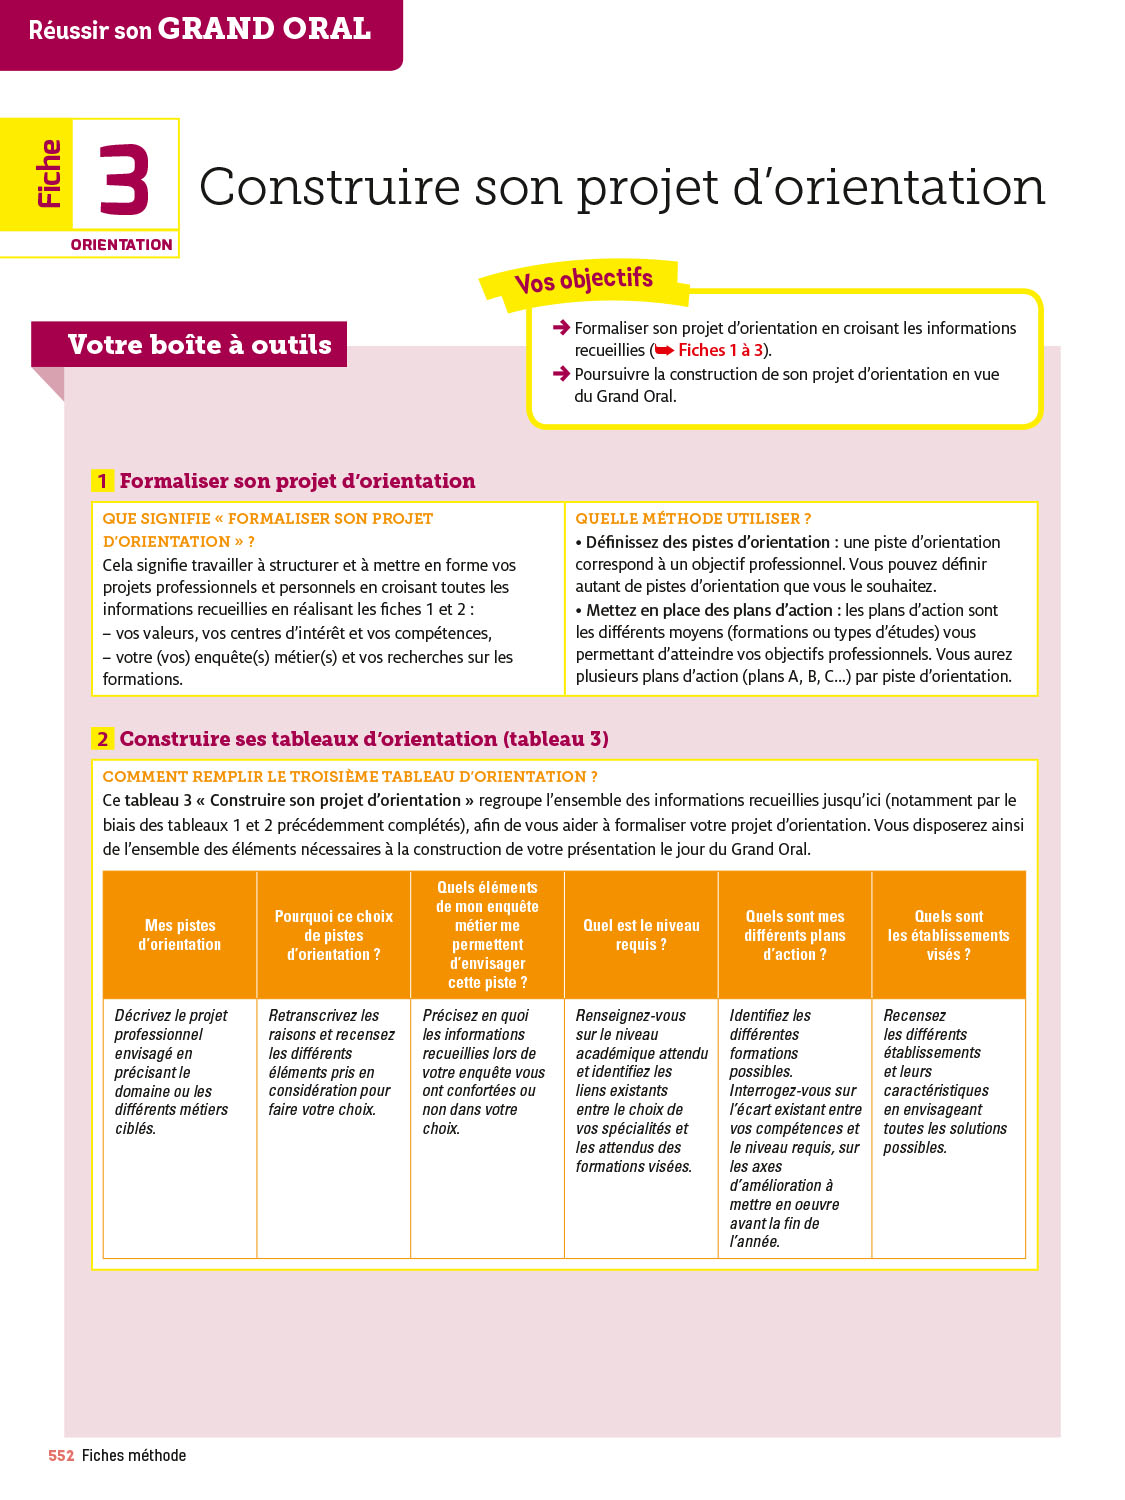 Réussir son GRAND ORAL
Fiche
3
ORIENTATION
Construire son projet d'orientation
Vos objectifs
➔ Formaliser son projet d'orientation en croisant les informations
recueillies (➥ Fiches 1 à 3).
➔ Poursuivre la construction de son projet d'orientation en vue
du Grand Oral.
Votre boîte à outils
1 Formaliser son projet d'orientation
QUE SIGNIFIE « FORMALISER SON PROJET
D'ORIENTATION » ?
Cela signifie travailler à structurer et à mettre en forme vos
projets professionnels et personnels en croisant toutes les
informations recueillies en réalisant les fiches 1 et 2 :
– vos valeurs, vos centres d'intérêt et vos compétences,
– votre (vos) enquête(s) métier(s) et vos recherches sur les
formations.
QUELLE MÉTHODE UTILISER ?
• Définissez des pistes d'orientation : une piste d'orientation
correspond à un objectif professionnel. Vous pouvez définir
autant de pistes d'orientation que vous le souhaitez.
• Mettez en place des plans d'action : les plans d'action sont
les différents moyens (formations ou types d'études) vous
permettant d'atteindre vos objectifs professionnels. Vous aurez
plusieurs plans d'action (plans A, B, C...) par piste d'orientation.
2 Construire ses tableaux d'orientation (tableau 3)
COMMENT REMPLIR LE TROISIÈME TABLEAU D'ORIENTATION ?
Ce tableau 3 « Construire son projet d'orientation » regroupe l'ensemble des informations recueillies jusqu'ici (notamment par le
biais des tableaux 1 et 2 précédemment complétés), afin de vous aider à formaliser votre projet d'orientation. Vous disposerez ainsi
de l'ensemble des éléments nécessaires à la construction de votre présentation le jour du Grand Oral.
Mes pistes
d'orientation
Pourquoi ce choix
de pistes
d'orientation ?
Quels éléments
de mon enquête
métier me
permettent
d'envisager
cette piste ?
Quel est le niveau
requis ?
Quels sont mes
différents plans
d'action ?
Quels sont
les établissements
visés ?
Décrivez le projet
professionnel
envisagé en
précisant le
domaine ou les
différents métiers
ciblés.
Retranscrivez les
raisons et recensez
les différents
éléments pris en
considération pour
faire votre choix.
Précisez en quoi
les informations
recueillies lors de
votre enquête vous
ont confortées ou
non dans votre
choix.
Renseignez-vous
sur le niveau
académique attendu
et identifiez les
liens existants
entre le choix de
vos spécialités et
les attendus des
formations visées.
Identifiez les
différentes
formations
possibles.
Interrogez-vous sur
l'écart existant entre
vos compétences et
le niveau requis, sur
les axes
d'amélioration à
mettre en oeuvre
avant la fin de
l'année.
Recensez
les différents
établissements
et leurs
caractéristiques
en envisageant
toutes les solutions
possibles.
552 Fiches méthode